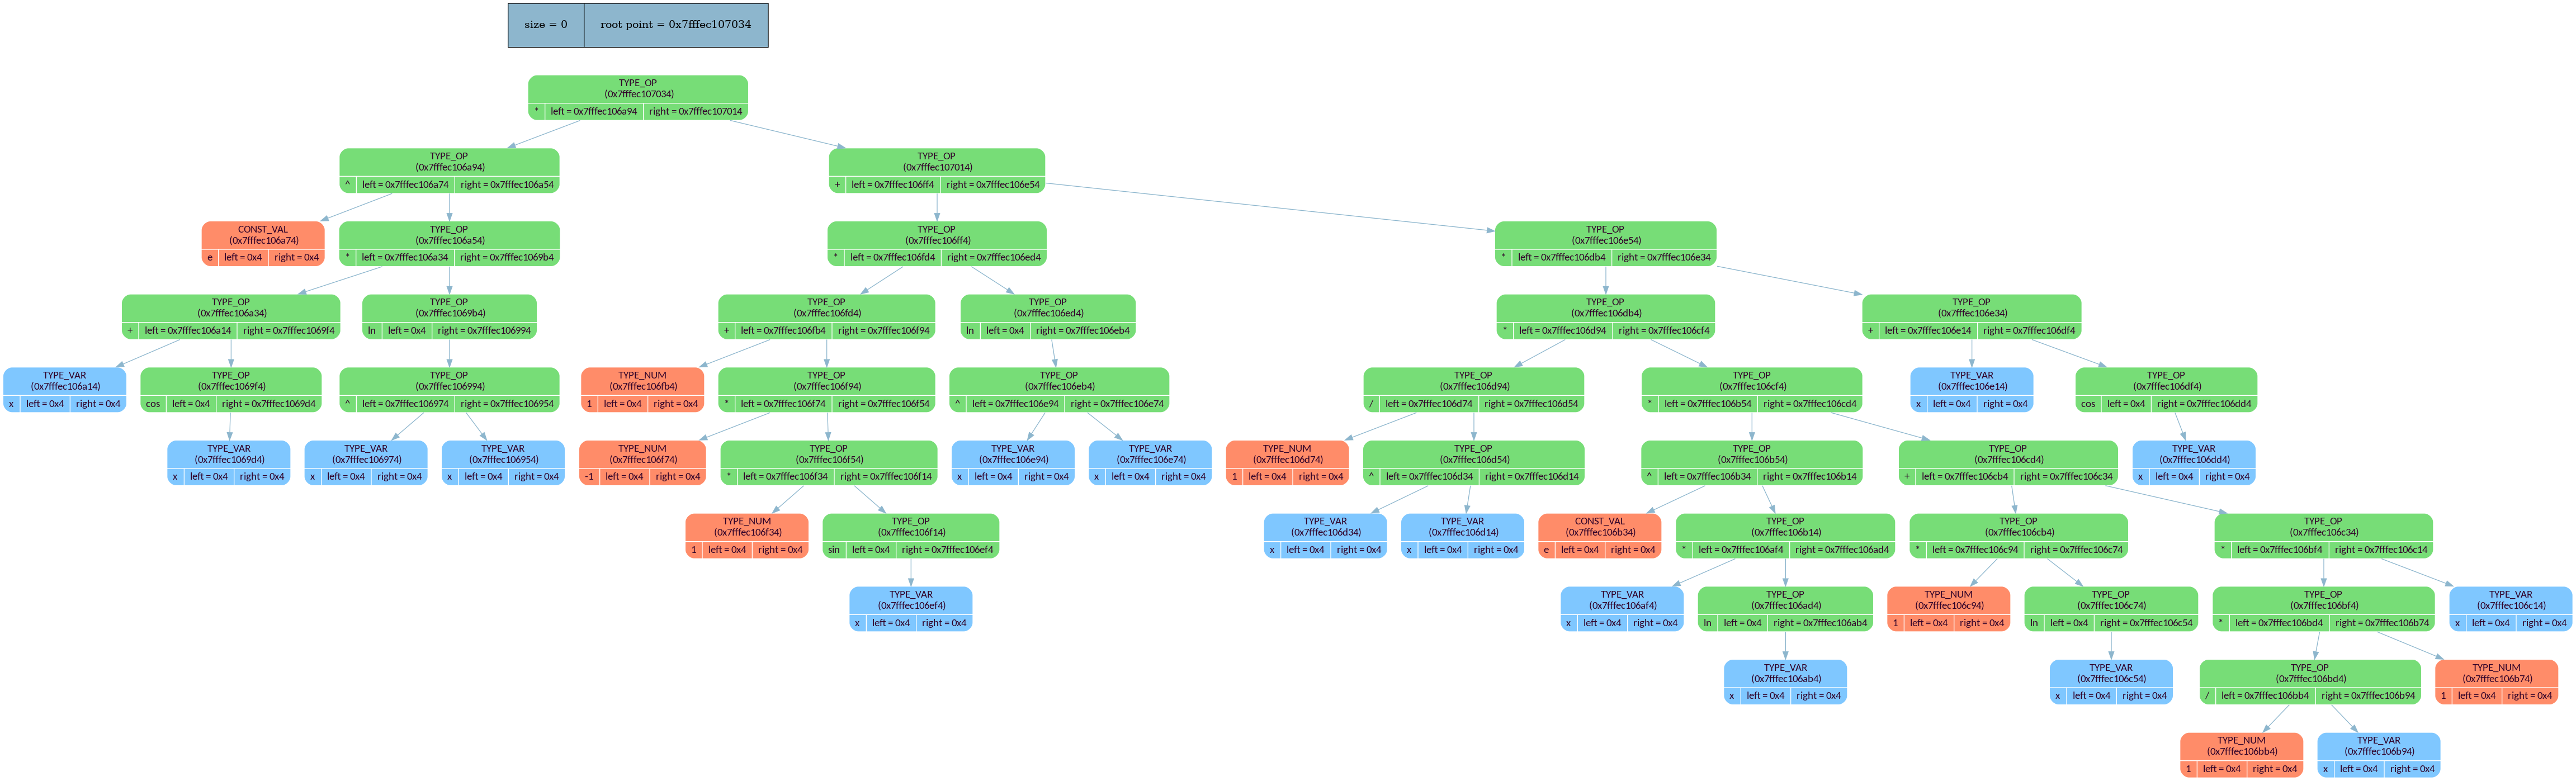 size = 0 root point = 0x7fffec107034
TYPE_OP
(0x7fffec107034)
* left = 0x7fffec106a94 right = 0x7fffec107014
TYPE_OP
(0x7fffec106a94)
^ left = 0x7fffec106a74 right = 0x7fffec106a54
TYPE_OP
(0x7fffec107014)
+ left = 0x7fffec106ff4 right = 0x7fffec106e54
CONST_VAL
(0x7fffec106a74)
e left = 0x4 right = 0x4
TYPE_OP
(0x7fffec106a54)
* left = 0x7fffec106a34 right = 0x7fffec1069b4
TYPE_OP
(0x7fffec106ff4)
* left = 0x7fffec106fd4 right = 0x7fffec106ed4
TYPE_OP
(0x7fffec106e54)
* left = 0x7fffec106db4 right = 0x7fffec106e34
TYPE_OP
(0x7fffec106a34)
+ left = 0x7fffec106a14 right = 0x7fffec1069f4
TYPE_OP
(0x7fffec1069b4)
ln left = 0x4 right = 0x7fffec106994
TYPE_OP
(0x7fffec106fd4)
+ left = 0x7fffec106fb4 right = 0x7fffec106f94
TYPE_OP
(0x7fffec106ed4)
ln left = 0x4 right = 0x7fffec106eb4
TYPE_OP
(0x7fffec106db4)
* left = 0x7fffec106d94 right = 0x7fffec106cf4
TYPE_OP
(0x7fffec106e34)
+ left = 0x7fffec106e14 right = 0x7fffec106df4
TYPE_VAR
(0x7fffec106a14)
x left = 0x4 right = 0x4
TYPE_OP
(0x7fffec1069f4)
cos left = 0x4 right = 0x7fffec1069d4
TYPE_OP
(0x7fffec106994)
^ left = 0x7fffec106974 right = 0x7fffec106954
TYPE_NUM
(0x7fffec106fb4)
1 left = 0x4 right = 0x4
TYPE_OP
(0x7fffec106f94)
* left = 0x7fffec106f74 right = 0x7fffec106f54
TYPE_OP
(0x7fffec106eb4)
^ left = 0x7fffec106e94 right = 0x7fffec106e74
TYPE_OP
(0x7fffec106d94)
/ left = 0x7fffec106d74 right = 0x7fffec106d54
TYPE_OP
(0x7fffec106cf4)
* left = 0x7fffec106b54 right = 0x7fffec106cd4
TYPE_VAR
(0x7fffec106e14)
x left = 0x4 right = 0x4
TYPE_OP
(0x7fffec106df4)
cos left = 0x4 right = 0x7fffec106dd4
TYPE_VAR
(0x7fffec1069d4)
x left = 0x4 right = 0x4
TYPE_VAR
(0x7fffec106974)
x left = 0x4 right = 0x4
TYPE_VAR
(0x7fffec106954)
x left = 0x4 right = 0x4
TYPE_NUM
(0x7fffec106f74)
-1 left = 0x4 right = 0x4
TYPE_OP
(0x7fffec106f54)
* left = 0x7fffec106f34 right = 0x7fffec106f14
TYPE_VAR
(0x7fffec106e94)
x left = 0x4 right = 0x4
TYPE_VAR
(0x7fffec106e74)
x left = 0x4 right = 0x4
TYPE_NUM
(0x7fffec106d74)
1 left = 0x4 right = 0x4
TYPE_OP
(0x7fffec106d54)
^ left = 0x7fffec106d34 right = 0x7fffec106d14
TYPE_OP
(0x7fffec106b54)
^ left = 0x7fffec106b34 right = 0x7fffec106b14
TYPE_OP
(0x7fffec106cd4)
+ left = 0x7fffec106cb4 right = 0x7fffec106c34
TYPE_VAR
(0x7fffec106dd4)
x left = 0x4 right = 0x4
TYPE_NUM
(0x7fffec106f34)
1 left = 0x4 right = 0x4
TYPE_OP
(0x7fffec106f14)
sin left = 0x4 right = 0x7fffec106ef4
TYPE_VAR
(0x7fffec106d34)
x left = 0x4 right = 0x4
TYPE_VAR
(0x7fffec106d14)
x left = 0x4 right = 0x4
CONST_VAL
(0x7fffec106b34)
e left = 0x4 right = 0x4
TYPE_OP
(0x7fffec106b14)
* left = 0x7fffec106af4 right = 0x7fffec106ad4
TYPE_OP
(0x7fffec106cb4)
* left = 0x7fffec106c94 right = 0x7fffec106c74
TYPE_OP
(0x7fffec106c34)
* left = 0x7fffec106bf4 right = 0x7fffec106c14
TYPE_VAR
(0x7fffec106ef4)
x left = 0x4 right = 0x4
TYPE_VAR
(0x7fffec106af4)
x left = 0x4 right = 0x4
TYPE_OP
(0x7fffec106ad4)
ln left = 0x4 right = 0x7fffec106ab4
TYPE_NUM
(0x7fffec106c94)
1 left = 0x4 right = 0x4
TYPE_OP
(0x7fffec106c74)
ln left = 0x4 right = 0x7fffec106c54
TYPE_OP
(0x7fffec106bf4)
* left = 0x7fffec106bd4 right = 0x7fffec106b74
TYPE_VAR
(0x7fffec106c14)
x left = 0x4 right = 0x4
TYPE_VAR
(0x7fffec106ab4)
x left = 0x4 right = 0x4
TYPE_VAR
(0x7fffec106c54)
x left = 0x4 right = 0x4
TYPE_OP
(0x7fffec106bd4)
/ left = 0x7fffec106bb4 right = 0x7fffec106b94
TYPE_NUM
(0x7fffec106b74)
1 left = 0x4 right = 0x4
TYPE_NUM
(0x7fffec106bb4)
1 left = 0x4 right = 0x4
TYPE_VAR
(0x7fffec106b94)
x left = 0x4 right = 0x4